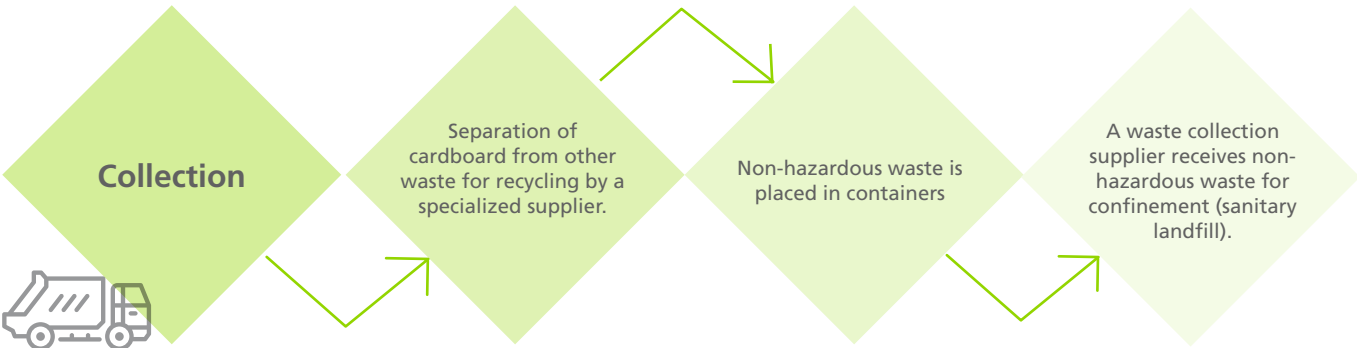 Collection
Separation of
cardboard from other
waste for recycling by a
specialized supplier.
Non-hazardous waste is
placed in containers
A waste collection
supplier receives non-
hazardous waste for
confinement (sanitary
landfill).